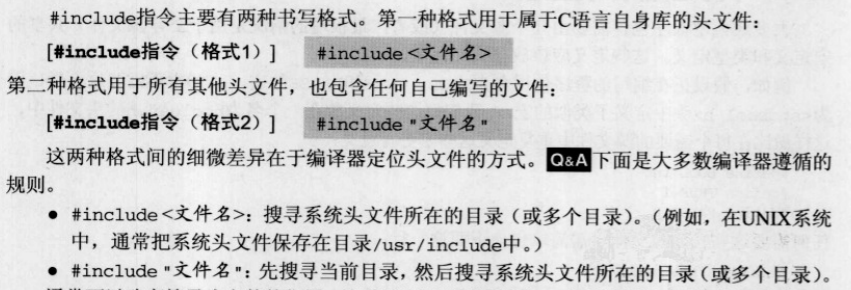 #include指令主要有两种书写格式。第一种格式用于属于C语言自身库的头文件：
[#include指令（格式1）] #include <文件名>
第二种格式用于所有其他头文件，也包含任何自己编写的文件：
[#include指令（格式2）] #include "文件名"
这两种格式间的细微差异在于编译器定位头文件的方式。Q&A下面是大多数编译器遵循的
规则。
● #include <文件名>：搜寻系统头文件所在的目录（或多个目录）。（例如，在UNIX系统
中，通常把系统头文件保存在目录/usr/include中。）
● #include "文件名"：先搜寻当前目录，然后搜寻系统头文件所在的目录（或多个目录）。